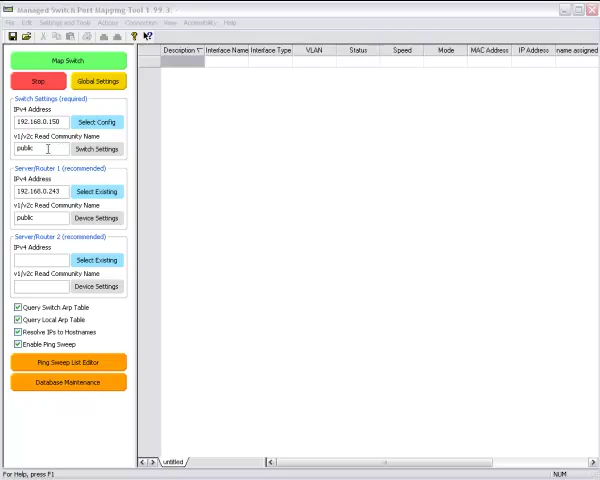 Managed Switch Port Mapping Tool 1.99.3: -
File Edit Settings and Tools Actions Connection View Accessibility Help
Map Switch
Stop Global Settings
Switch Settings (required)
IPv4 Address
192.168.0.150 Select Config
v1/v2c Read Community Name
public Switch Settings
Server/Router 1 (recommended)
IPv4 Address
192.168.0.243 Select Existing
v1/v2c Read Community Name
public Device Settings
Server/Router 2 (recommended)
IPv4 Address
Select Existing
v1/v2c Read Community Name
Device Settings
Query Switch Arp Table
Query Local Arp Table
Resolve IPs to Hostnames
Enable Ping Sweep
Ping Sweep List Editor
Database Maintenance
Description Interface Name Interface Type VLAN Status Speed Mode MAC Address IP Address name assigned
untitled
For Help, press F1 NUM